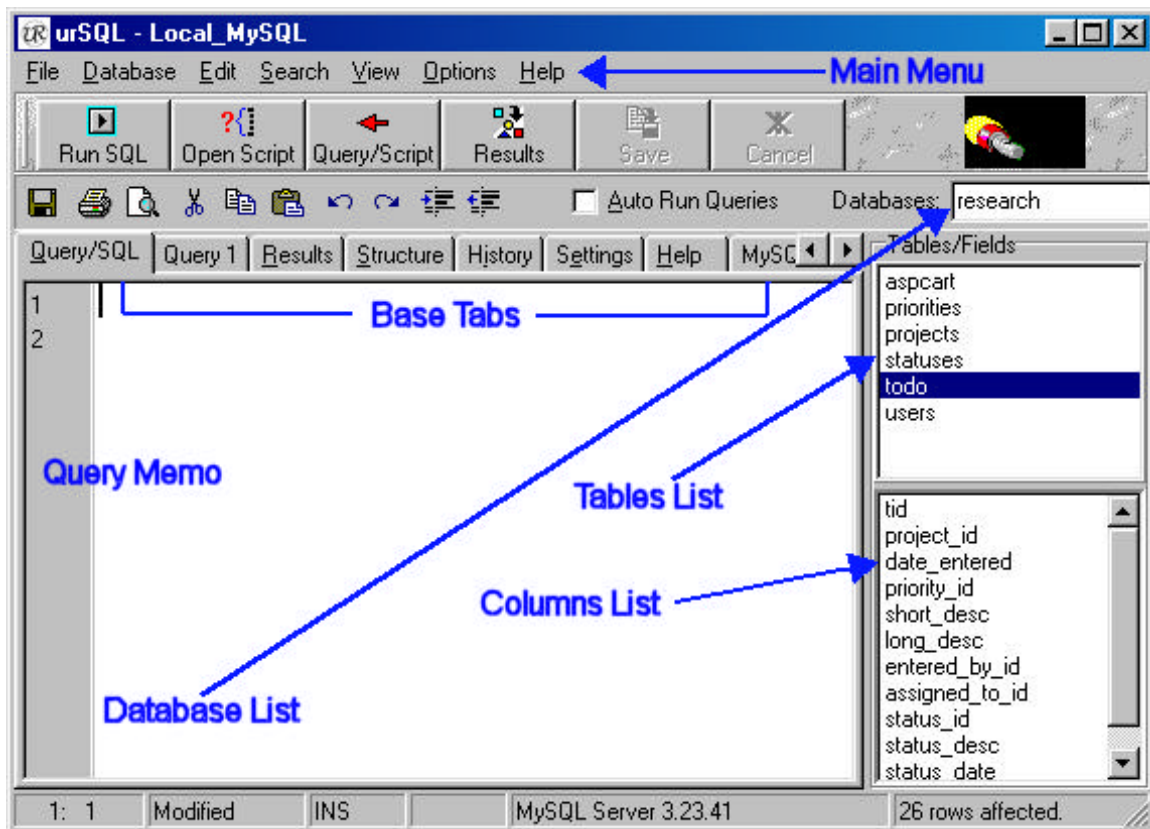 urSQL - Local_MySQL
File Database Edit Search View Options Help
Main Menu
Run SQL
Open Script
Query/Script
Results
Save
Cancel
Auto Run Queries
Databases: research
Query/SQL
Query 1
Results
Structure
History
Settings
Help
MySQ
Tables/Fields
1
2
Base Tabs
Query Memo
Tables List
Columns List
Database List
aspcart
priorities
projects
statuses
todo
users
tid
project_id
date_entered
priority_id
short_desc
long_desc
entered_by_id
assigned_to_id
status_id
status_desc
status_date
1: 1
Modified
INS
MySQL Server 3.23.41
26 rows affected.